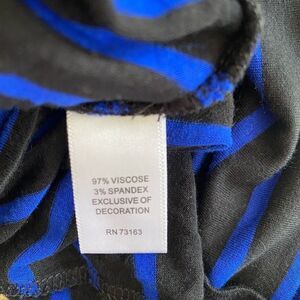 97% VISCOSE
3% SPANDEX
EXCLUSIVE OF
DECORATION
RN 73163